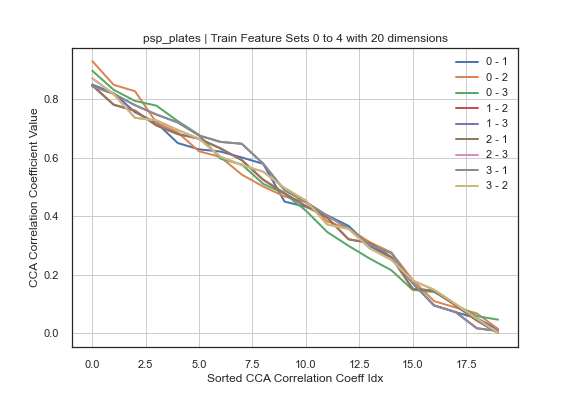 psp_plates | Train Feature Sets 0 to 4 with 20 dimensions
CCA Correlation Coefficient Value
0.8
0.6
0.4
0.2
0.0
0 - 1
0 - 2
0 - 3
1 - 2
1 - 3
2 - 1
2 - 3
3 - 1
3 - 2
0.0 2.5 5.0 7.5 10.0 12.5 15.0 17.5
Sorted CCA Correlation Coeff Idx